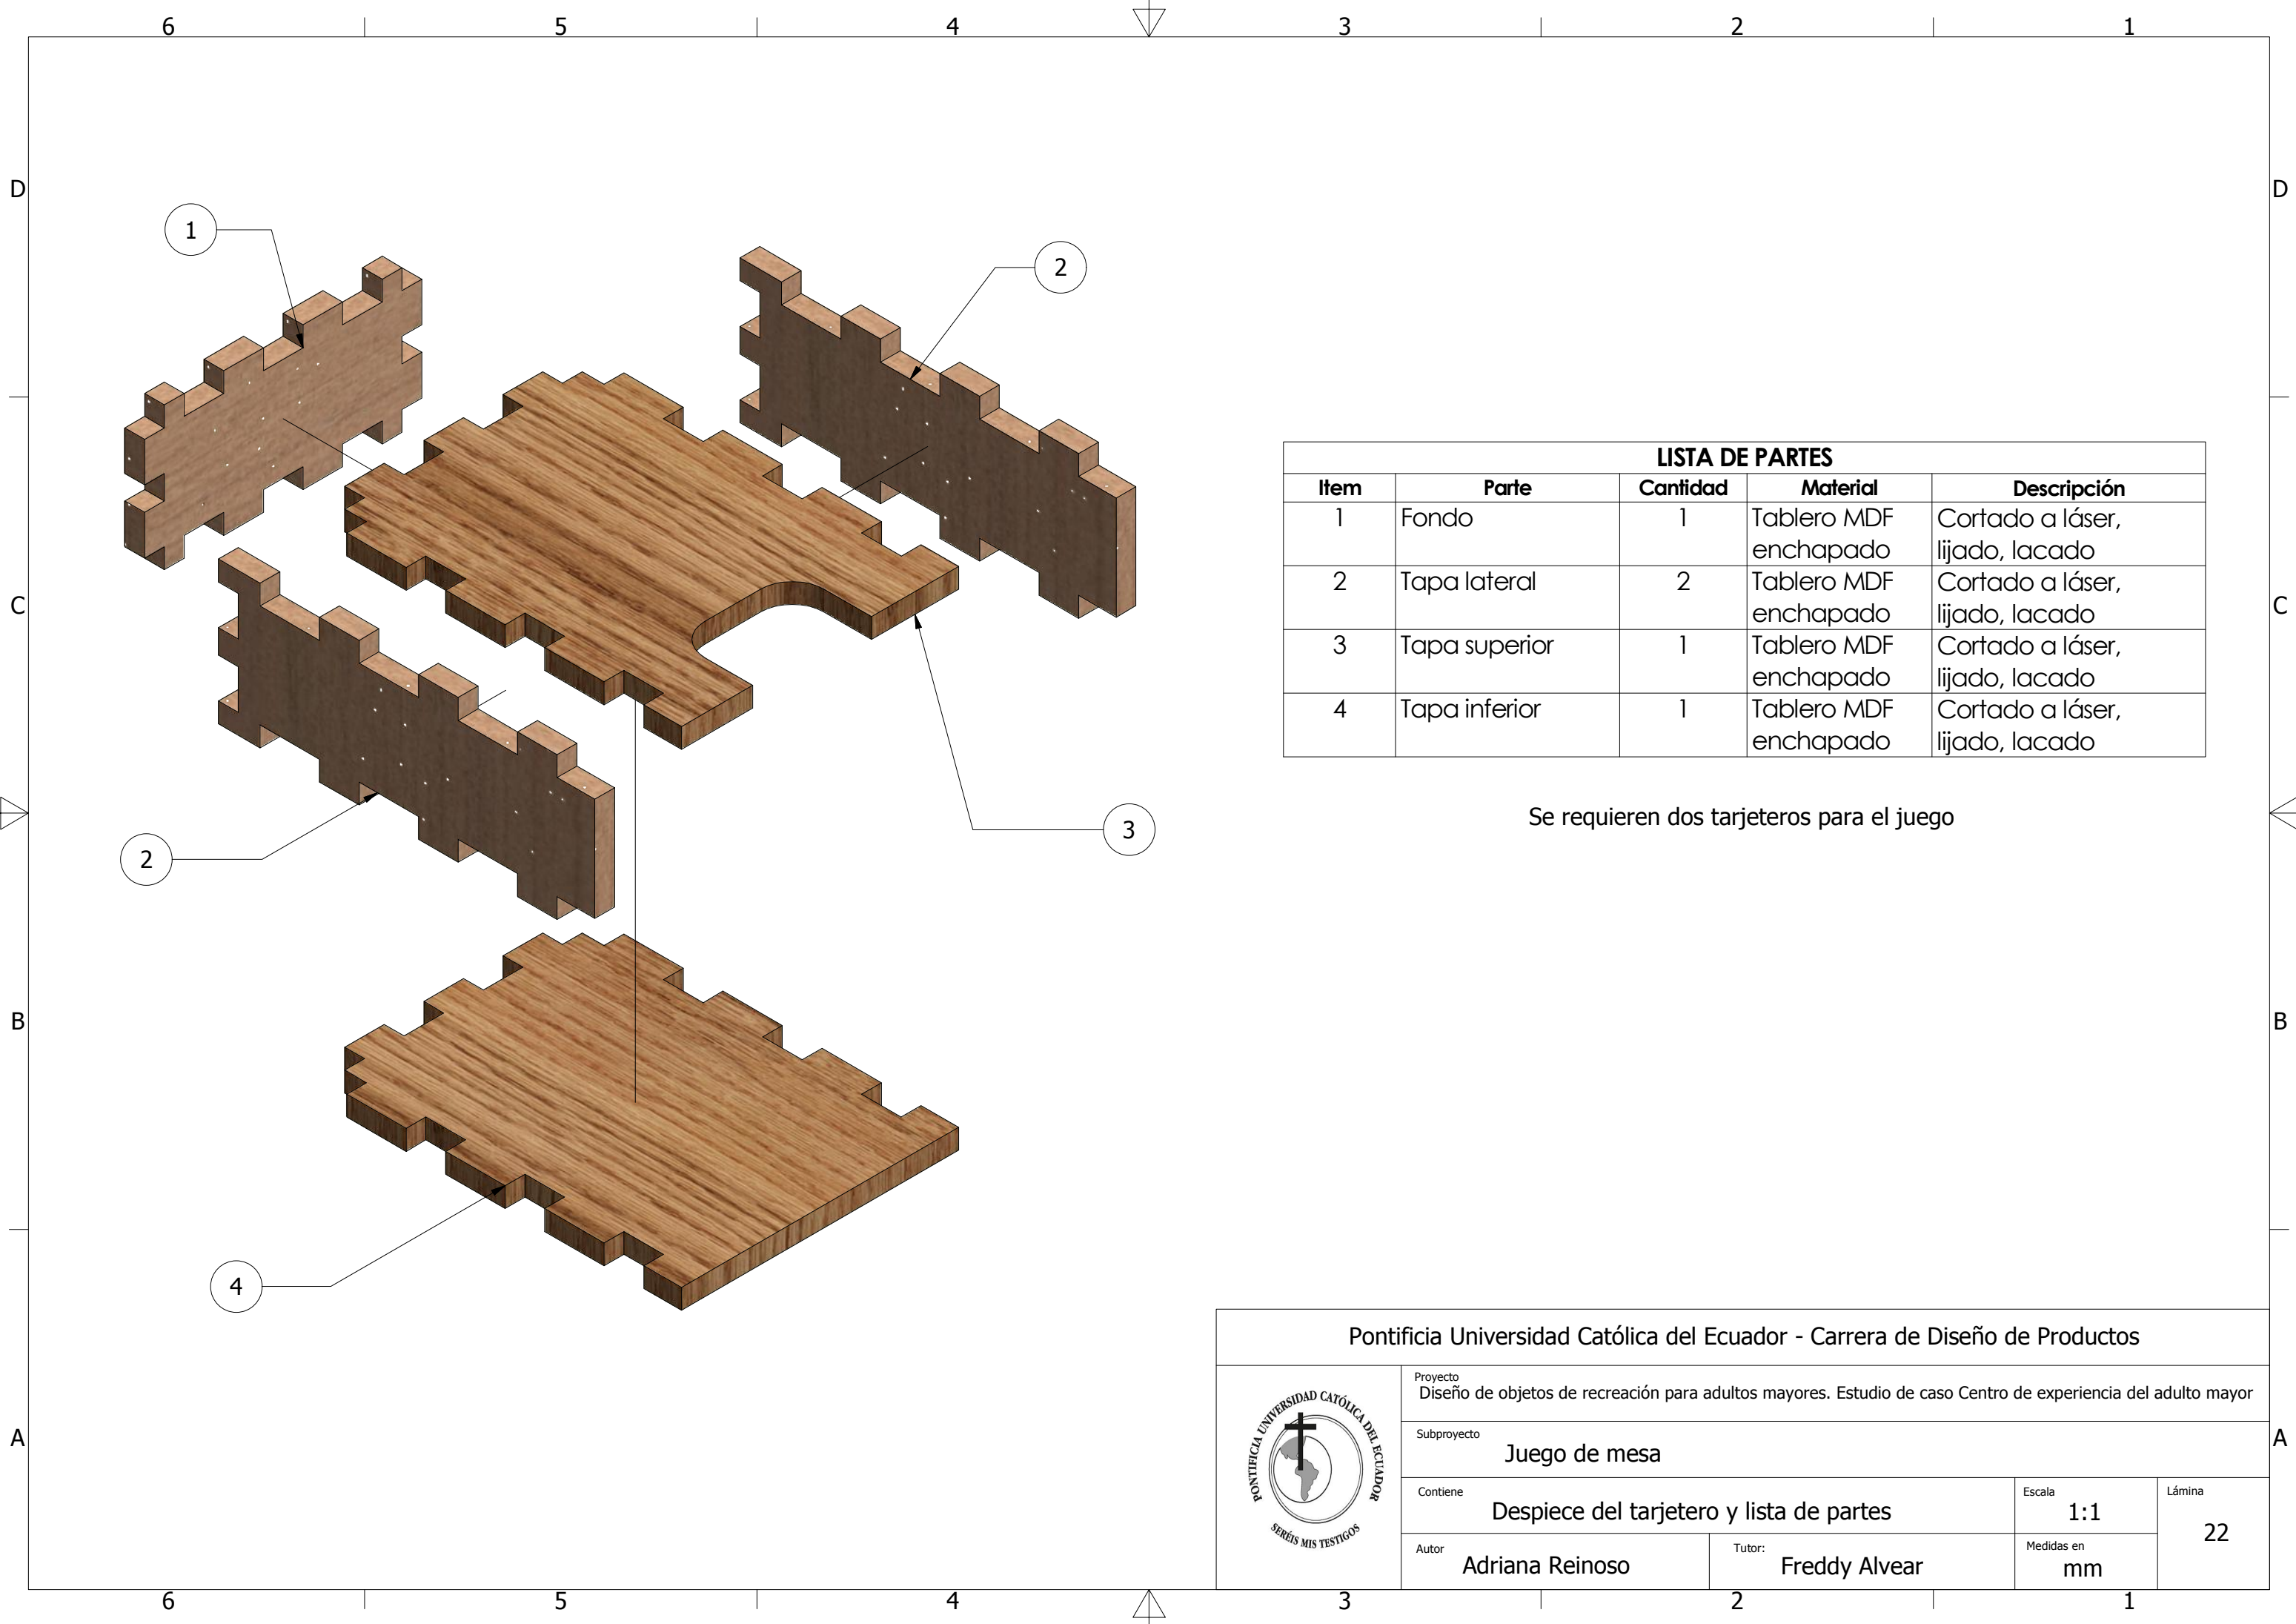 6 5 4 3 2 1
D D
1
2
C C
2
3
B B
4
A A
LISTA DE PARTES
Item Parte Cantidad Material Descripción
1 Fondo 1 Tablero MDF enchapado Cortado a láser, lijado, lacado
2 Tapa lateral 2 Tablero MDF enchapado Cortado a láser, lijado, lacado
3 Tapa superior 1 Tablero MDF enchapado Cortado a láser, lijado, lacado
4 Tapa inferior 1 Tablero MDF enchapado Cortado a láser, lijado, lacado
Se requieren dos tarjeteros para el juego
Pontificia Universidad Católica del Ecuador - Carrera de Diseño de Productos
PONTIFICIA UNIVERSIDAD CATÓLICA DEL ECUADOR
SERÉIS MIS TESTIGOS
Proyecto
Diseño de objetos de recreación para adultos mayores. Estudio de caso Centro de experiencia del adulto mayor
Subproyecto
Juego de mesa
Contiene
Despiece del tarjetero y lista de partes
Escala
1:1
Lámina
22
Autor
Adriana Reinoso
Tutor:
Freddy Alvear
Medidas en
mm
6 5 4 3 2 1